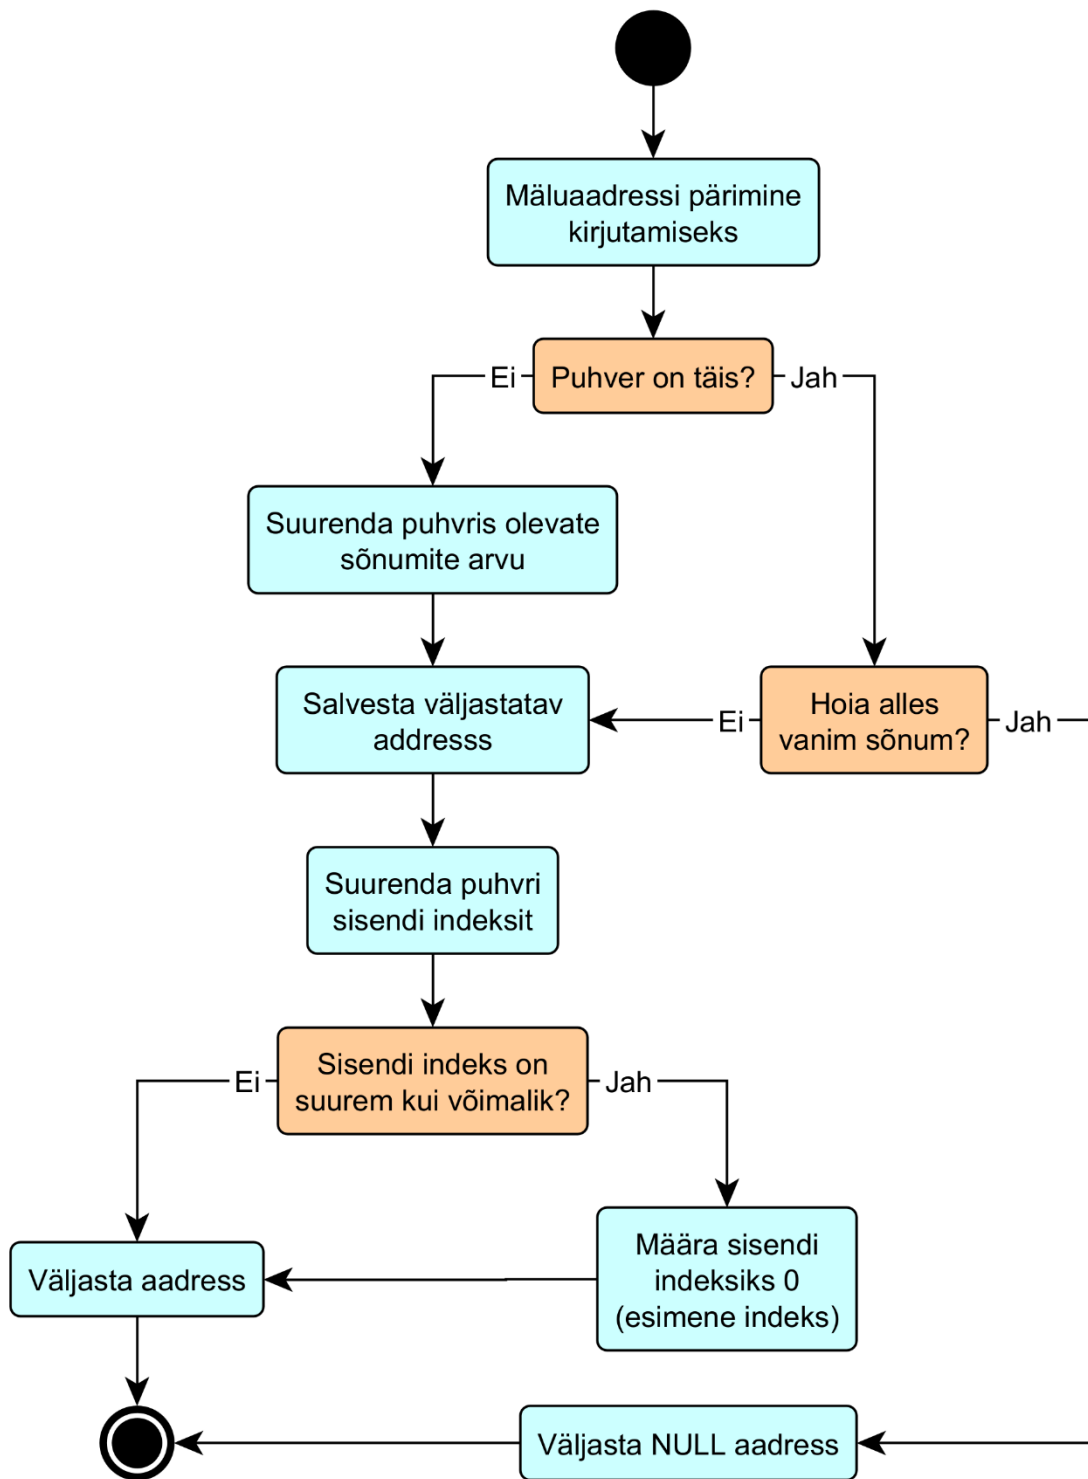 Mäluaadressi pärimine
kirjutamiseks
Ei
Puhver on täis?
Jah
Suurenda puhvris olevate
sõnumite arvu
Salvesta väljastatav
addresss
Ei
Hoia alles
vanim sõnum?
Jah
Suurenda puhvri
sisendi indeksit
Ei
Sisendi indeks on
suurem kui võimalik?
Jah
Väljasta aadress
Määra sisendi
indeksiks 0
(esimene indeks)
Väljasta NULL aadress